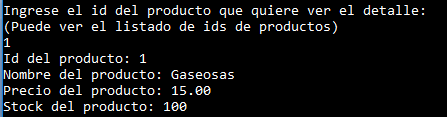 Ingrese el id del producto que quiere ver el detalle:
(Puede ver el listado de ids de productos)
1
Id del producto: 1
Nombre del producto: Gaseosas
Precio del producto: 15.00
Stock del producto: 100